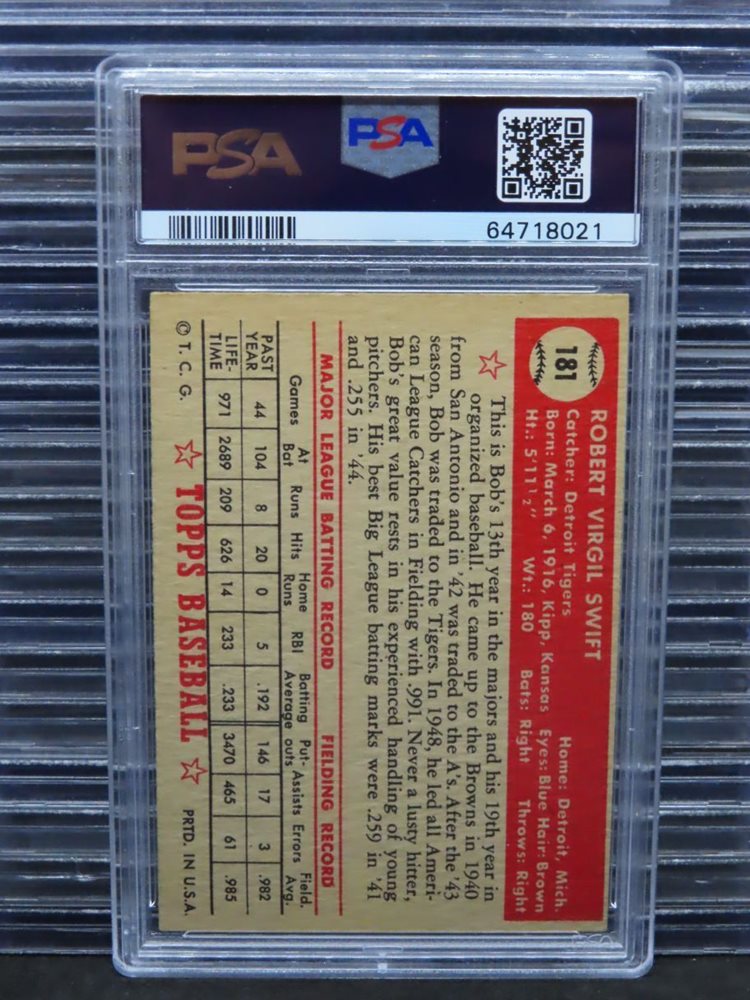 PSA
PSA
64718021
181
ROBERT VIRGIL SWIFT
Catcher: Detroit Tigers Home: Detroit, Mich.
Born: March 6, 1916, Kipp, Kansas Eyes: Blue Hair: Brown
Ht.: 5'11½" Wt.: 180 Bats: Right Throws: Right
This is Bob's 13th year in the majors and his 19th year in
organized baseball. He came up to the Browns in 1940
from San Antonio and in '42 was traded to the A's. After the '43
season, Bob was traded to the Tigers. In 1948, he led all Ameri-
can League Catchers in Fielding with .991. Never a lusty hitter,
Bob's great value rests in his experienced handling of young
pitchers. His best Big League batting marks were .259 in '41
and .255 in '44.
MAJOR LEAGUE BATTING RECORD FIELDING RECORD
Games At Bat Runs Hits Home Runs RBI Batting Average Put-outs Assists Errors Field. Avg.
PAST YEAR 44 104 8 20 0 5 .192 146 17 3 .982
LIFE-TIME 971 2689 209 626 14 233 .233 3470 465 61 .985
© T. C. G. ☆ TOPPS BASEBALL ☆ PRTD. IN U.S.A.